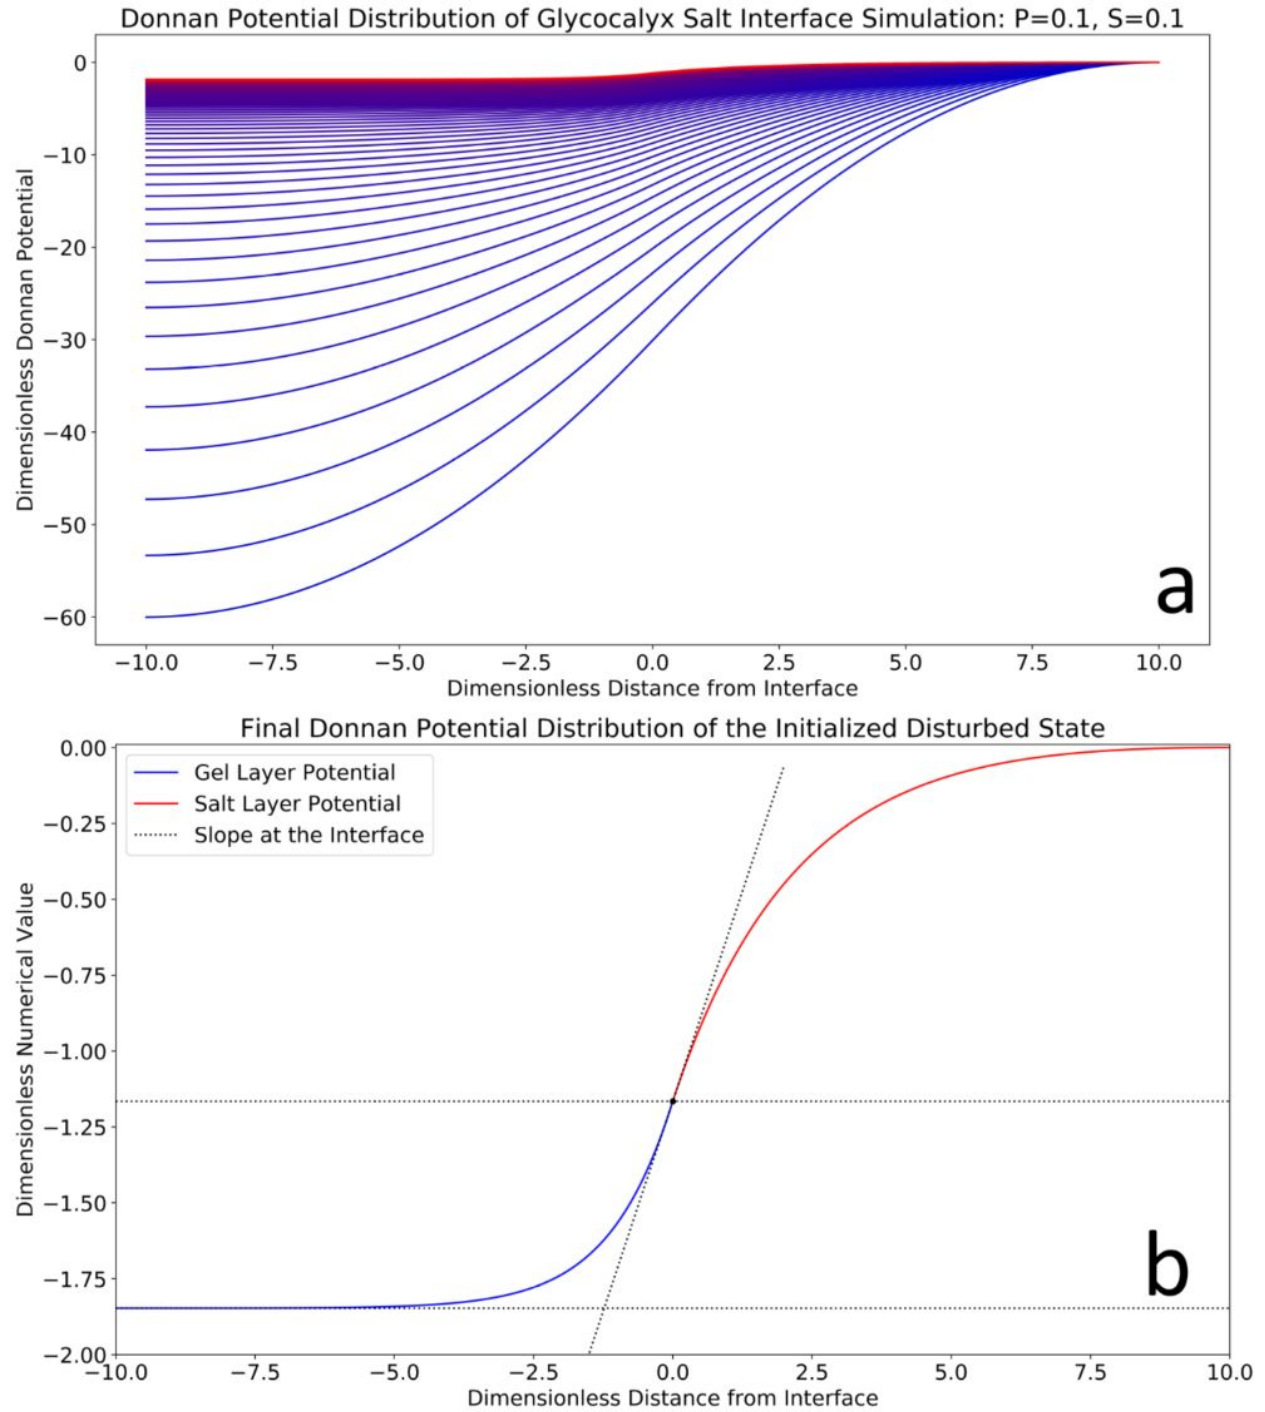 Donnan Potential Distribution of Glycocalyx Salt Interface Simulation: P=0.1, S=0.1
0
−10
−20
−30
−40
−50
−60
Dimensionless Donnan Potential
a
−10.0 −7.5 −5.0 −2.5 0.0 2.5 5.0 7.5 10.0
Dimensionless Distance from Interface
Final Donnan Potential Distribution of the Initialized Disturbed State
0.00
−0.25
−0.50
−0.75
−1.00
−1.25
−1.50
−1.75
−2.00
Dimensionless Numerical Value
Gel Layer Potential
Salt Layer Potential
Slope at the Interface
b
−10.0 −7.5 −5.0 −2.5 0.0 2.5 5.0 7.5 10.0
Dimensionless Distance from Interface